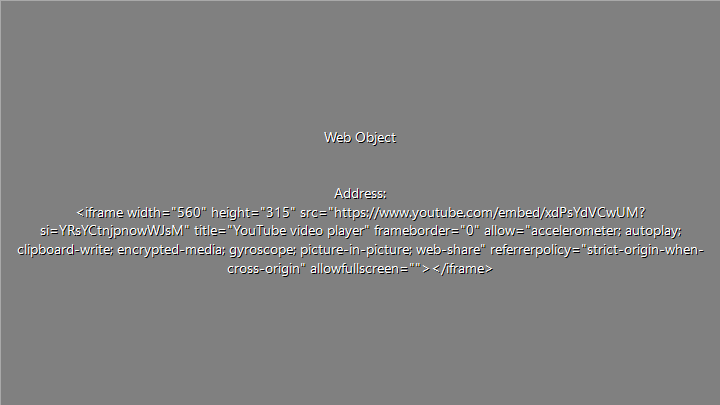 Web Object
Address:
<iframe width="560" height="315" src="https://www.youtube.com/embed/xdPsYdVCwUM?
si=YRsYCtnjpnowWJsM" title="YouTube video player" frameborder="0" allow="accelerometer; autoplay;
clipboard-write; encrypted-media; gyroscope; picture-in-picture; web-share" referrerpolicy="strict-origin-when-
cross-origin" allowfullscreen=""></iframe>